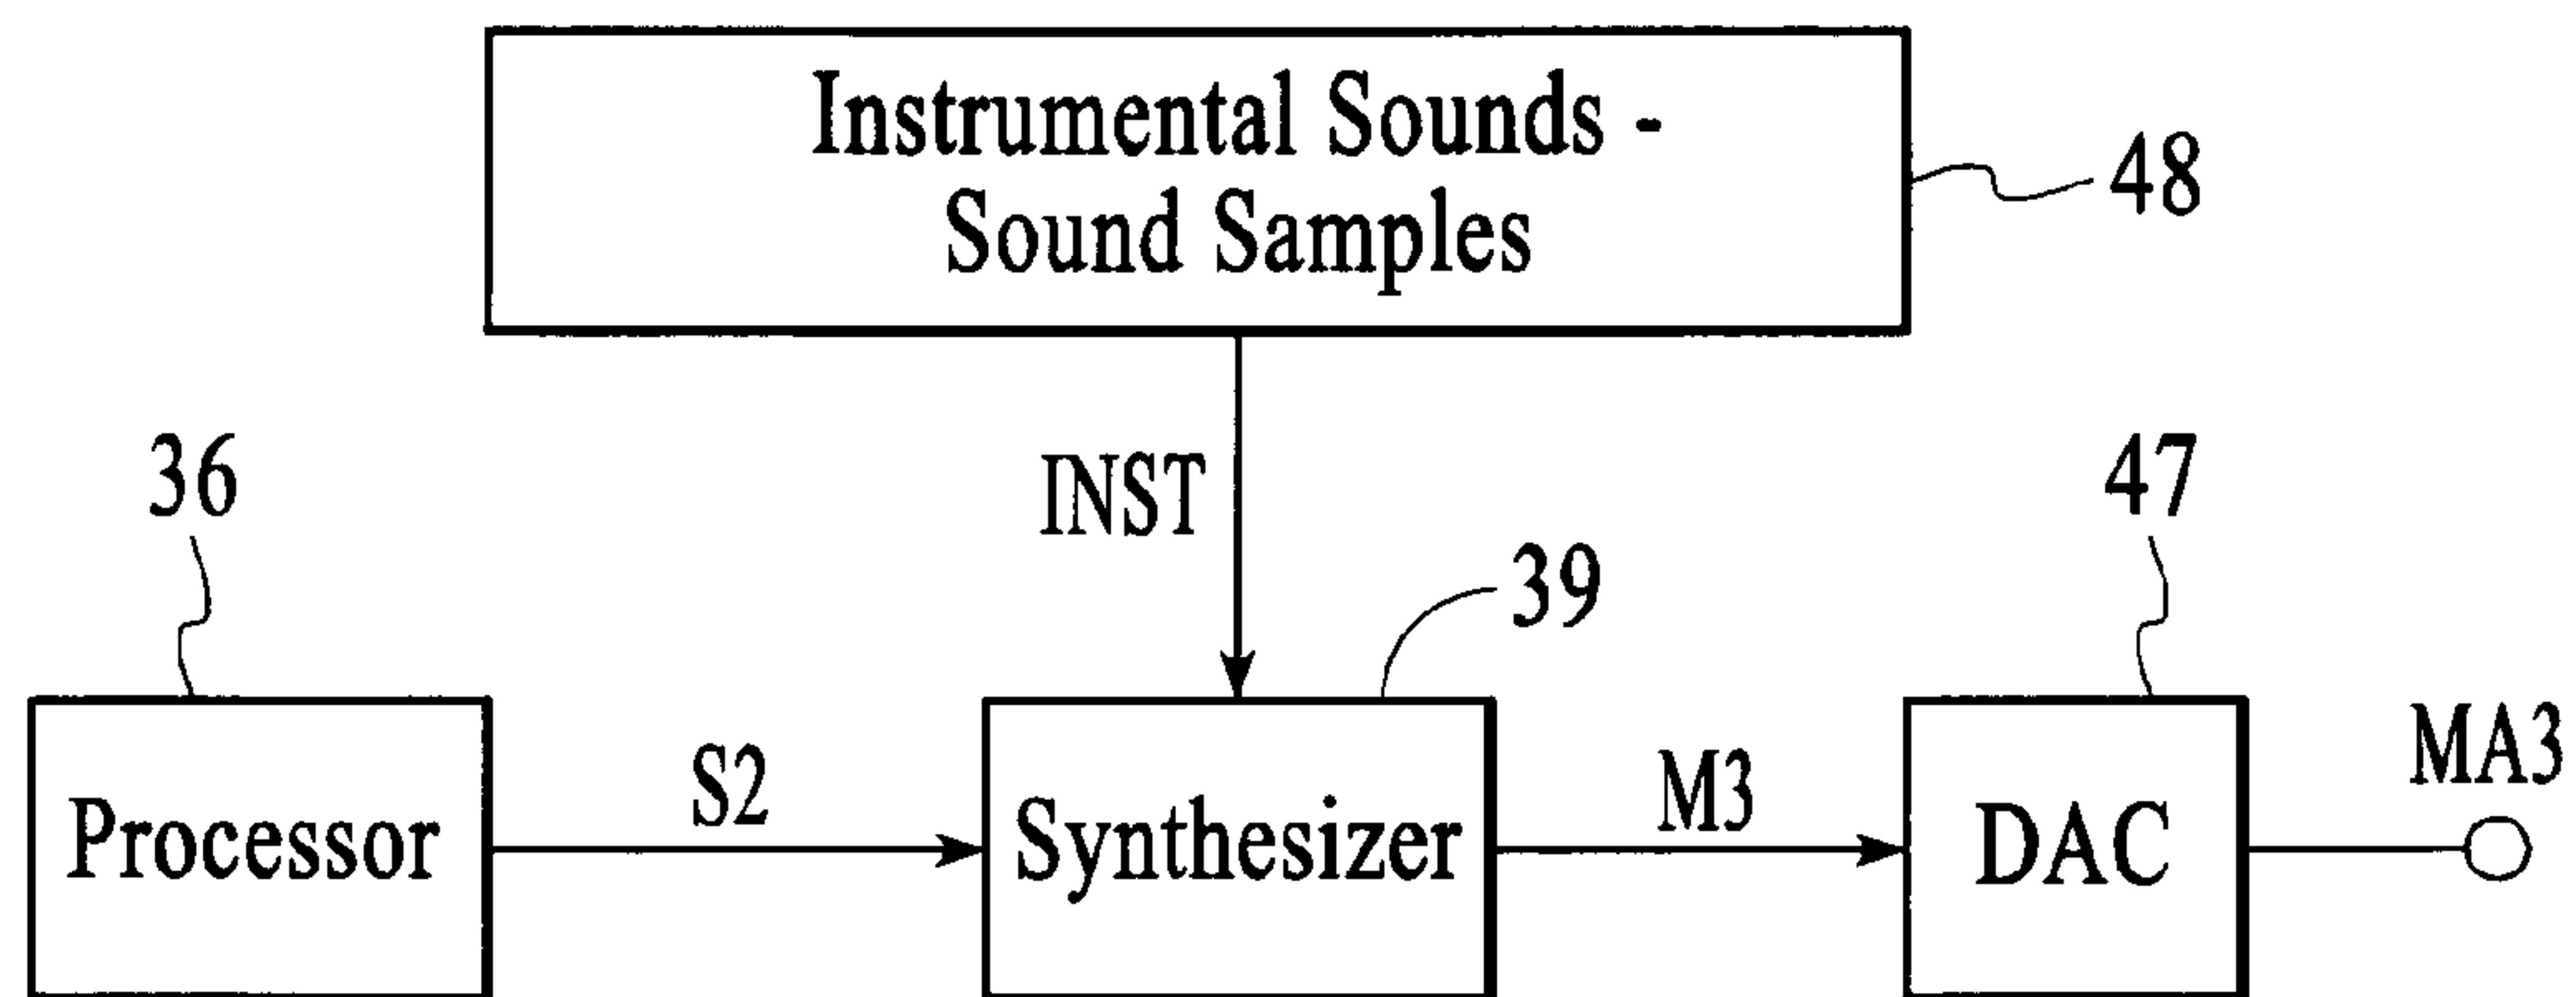 Instrumental Sounds -
Sound Samples
48
36
INST
47
39
MA3
S2
M3
Processor
Synthesizer
DAC